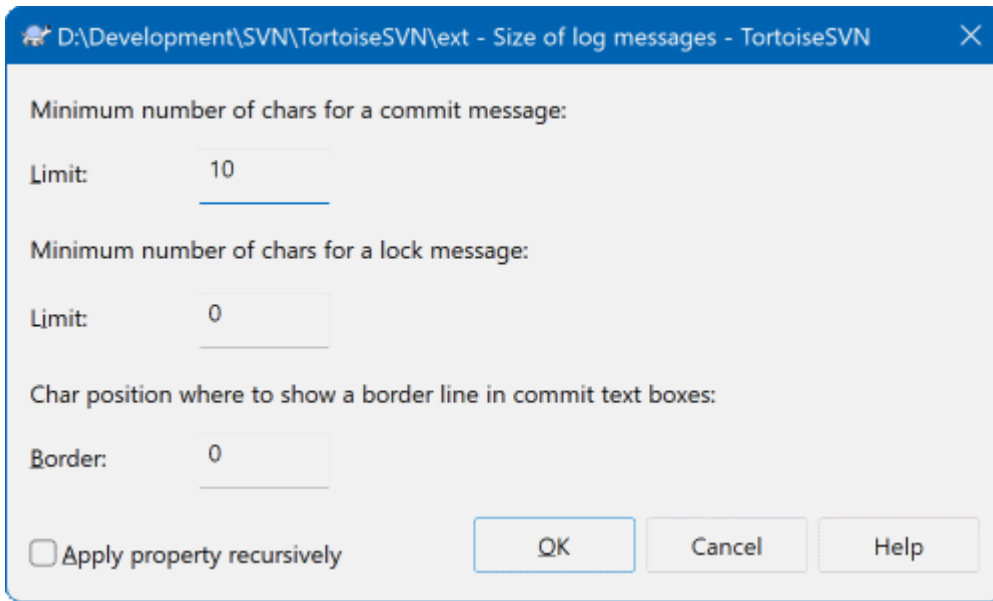 D:\Development\SVN\TortoiseSVN\ext - Size of log messages - TortoiseSVN
Minimum number of chars for a commit message:
Limit: 10
Minimum number of chars for a lock message:
Limit: 0
Char position where to show a border line in commit text boxes:
Border: 0
Apply property recursively OK Cancel Help